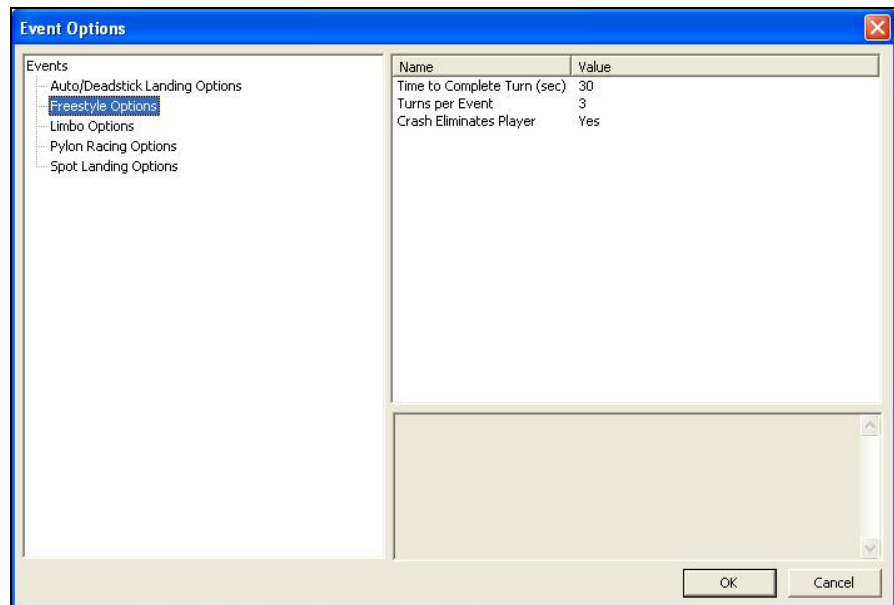 Event Options
Events
Auto/Deadstick Landing Options
Freestyle Options
Limbo Options
Pylon Racing Options
Spot Landing Options
Name Value
Time to Complete Turn (sec) 30
Turns per Event 3
Crash Eliminates Player Yes
OK Cancel